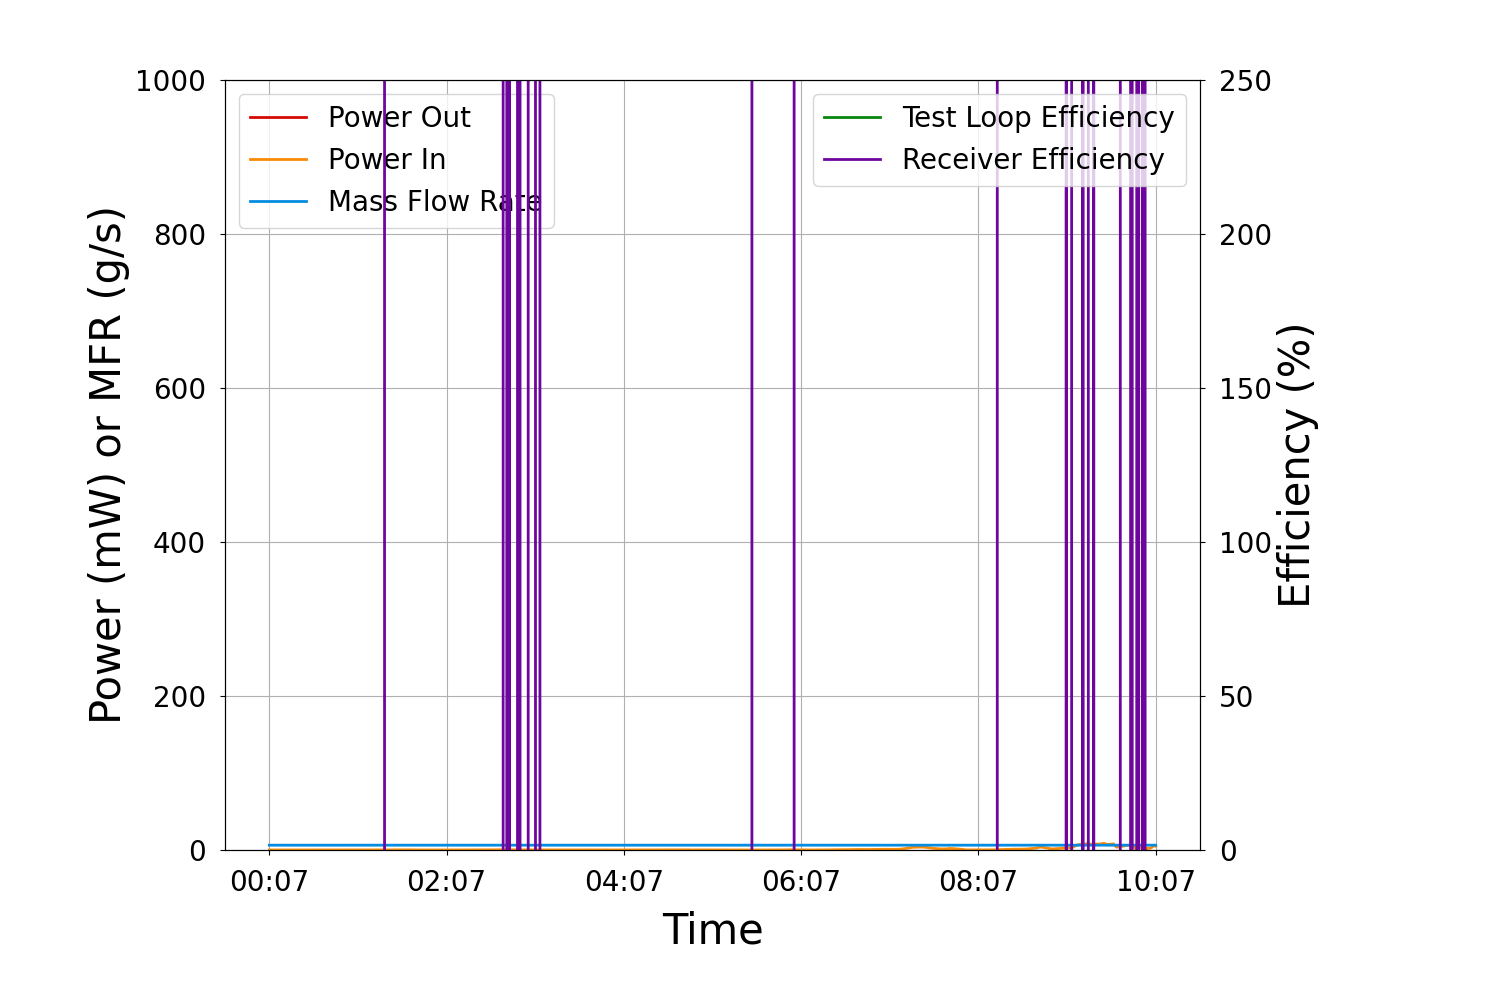 1000
800
600
400
200
0
Power (mW) or MFR (g/s)
Power Out
Power In
Mass Flow Rate
Test Loop Efficiency
Receiver Efficiency
250
200
150
100
50
0
Efficiency (%)
00:07 02:07 04:07 06:07 08:07 10:07
Time